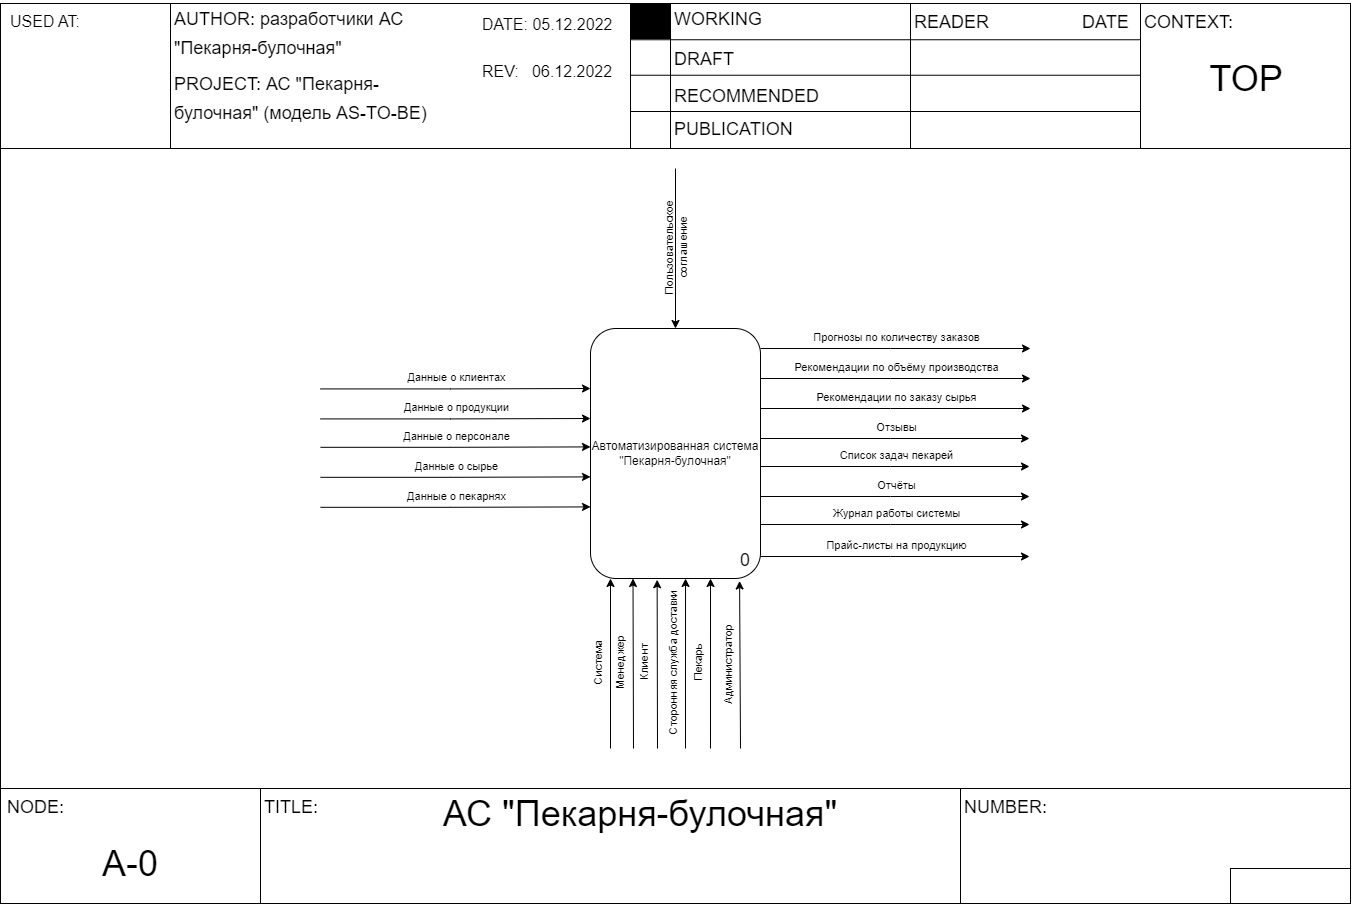 USED AT:
AUTHOR: разработчики АС
"Пекарня-булочная"
PROJECT: АС "Пекарня-
булочная" (модель AS-TO-BE)
DATE: 05.12.2022
REV: 06.12.2022
WORKING
DRAFT
RECOMMENDED
PUBLICATION
READER DATE
CONTEXT:
TOP
Пользовательское
соглашение
Данные о клиентах
Данные о продукции
Данные о персонале
Данные о сырье
Данные о пекарнях
Автоматизированная система
"Пекарня-булочная"
0
Прогнозы по количеству заказов
Рекомендации по объёму производства
Рекомендации по заказу сырья
Отзывы
Список задач пекарей
Отчёты
Журнал работы системы
Прайс-листы на продукцию
Система
Менеджер
Клиент
Сторонняя служба доставки
Пекарь
Администратор
NODE:
А-0
TITLE:
АС "Пекарня-булочная"
NUMBER: